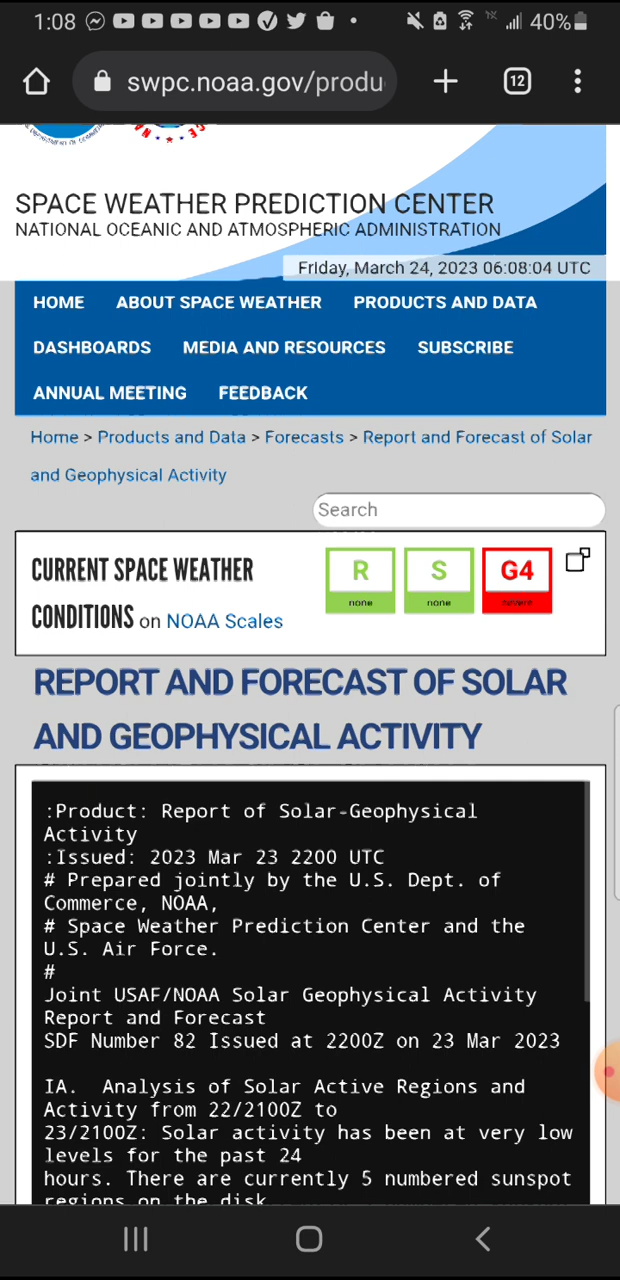 1:08
40%
swpc.noaa.gov/produ
12
SPACE WEATHER PREDICTION CENTER
NATIONAL OCEANIC AND ATMOSPHERIC ADMINISTRATION
Friday, March 24, 2023 06:08:04 UTC
HOME ABOUT SPACE WEATHER PRODUCTS AND DATA
DASHBOARDS MEDIA AND RESOURCES SUBSCRIBE
ANNUAL MEETING FEEDBACK
Home > Products and Data > Forecasts > Report and Forecast of Solar
and Geophysical Activity
Search
CURRENT SPACE WEATHER
CONDITIONS on NOAA Scales
R S G4
none none severe
REPORT AND FORECAST OF SOLAR
AND GEOPHYSICAL ACTIVITY
:Product: Report of Solar-Geophysical
Activity
:Issued: 2023 Mar 23 2200 UTC
# Prepared jointly by the U.S. Dept. of
Commerce, NOAA,
# Space Weather Prediction Center and the
U.S. Air Force.
#
Joint USAF/NOAA Solar Geophysical Activity
Report and Forecast
SDF Number 82 Issued at 2200Z on 23 Mar 2023
IA. Analysis of Solar Active Regions and
Activity from 22/2100Z to
23/2100Z: Solar activity has been at very low
levels for the past 24
hours. There are currently 5 numbered sunspot
regions on the disk.